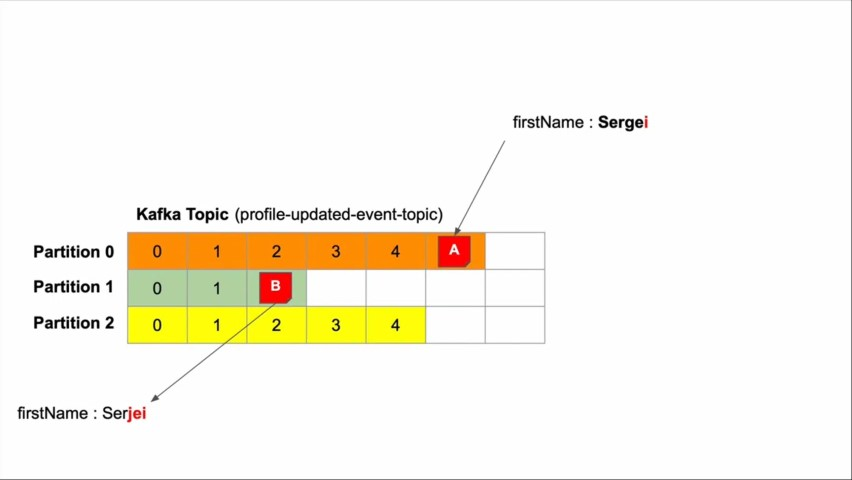 firstName : Sergei
Kafka Topic (profile-updated-event-topic)
Partition 0 0 1 2 3 4 A
Partition 1 0 1 B
Partition 2 0 1 2 3 4
firstName : Serjei